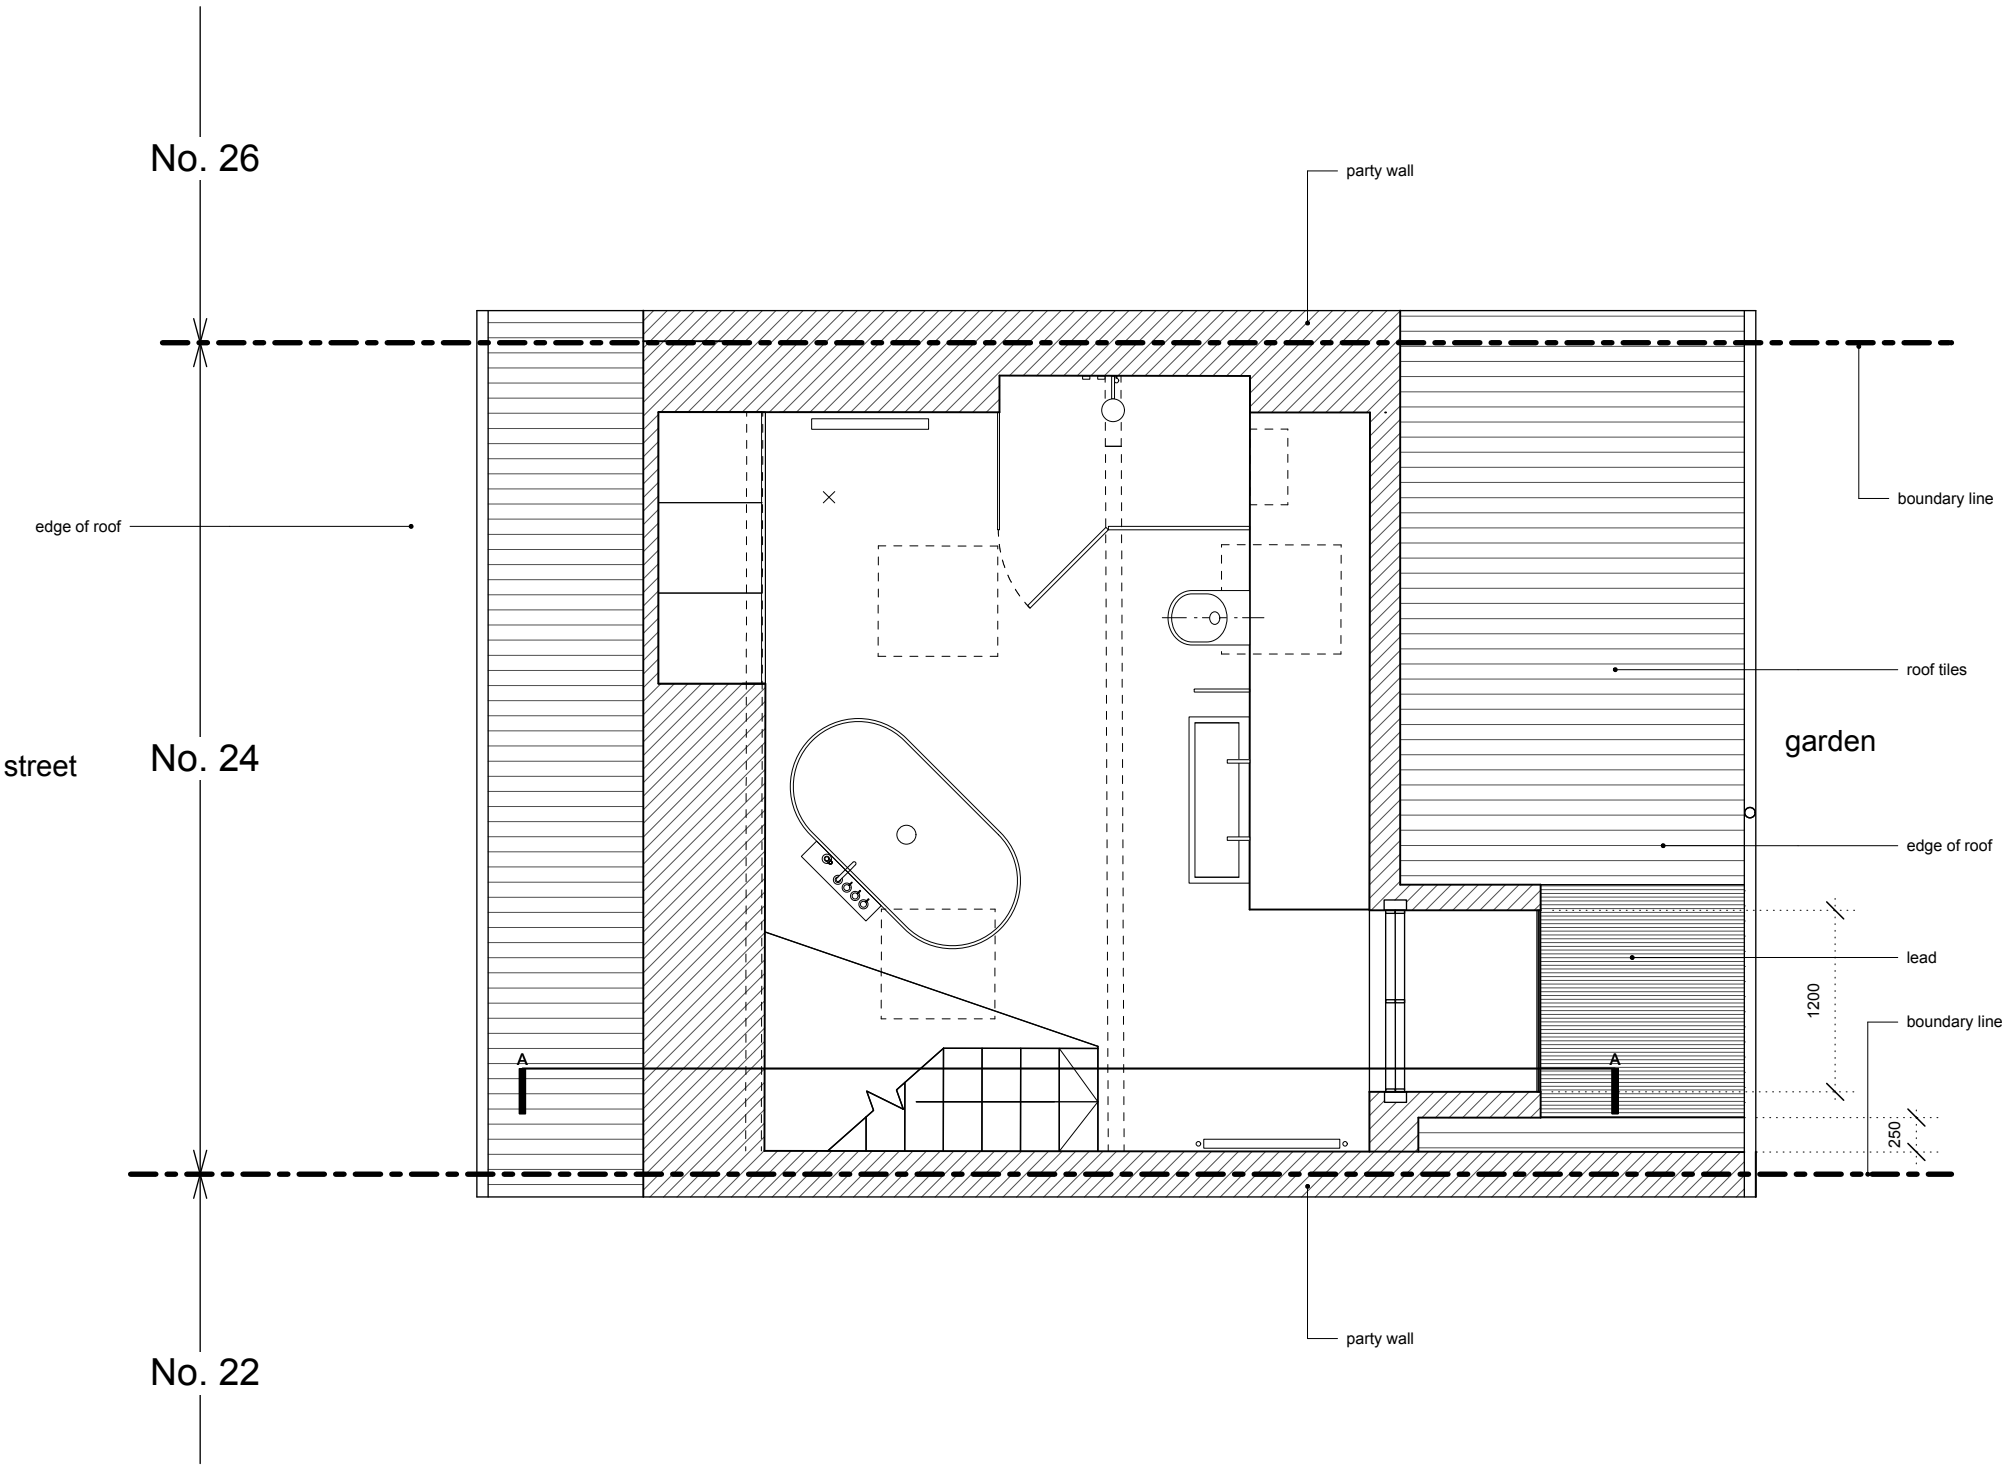 No. 26
party wall
boundary line
edge of roof
roof tiles
garden
street
No. 24
edge of roof
lead
1200
boundary line
A
A
250
party wall
No. 22